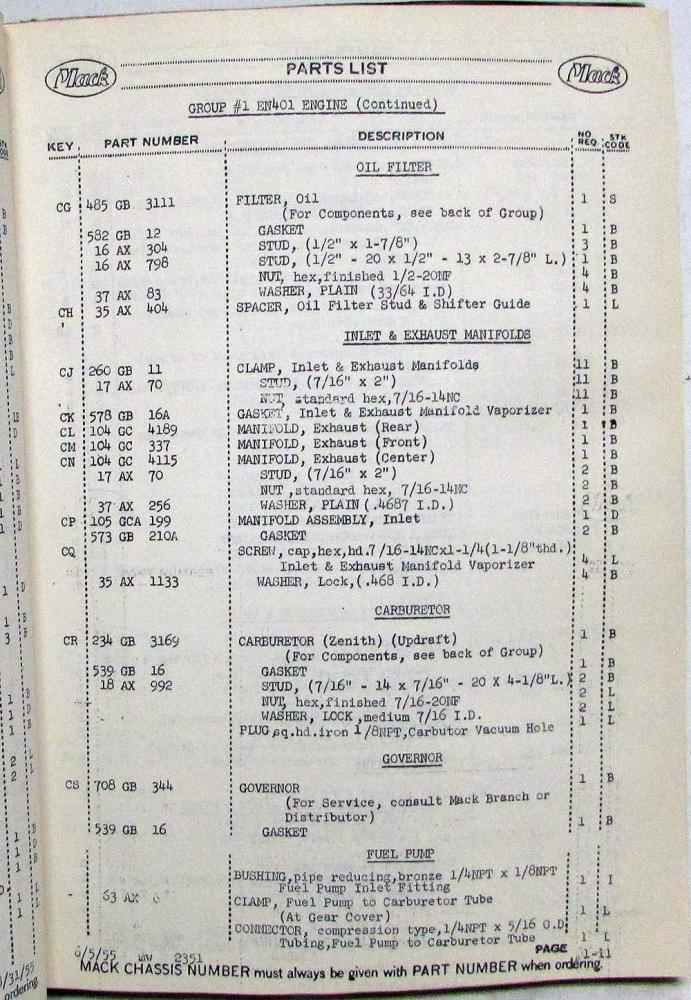 Mack PARTS LIST Mack
GROUP #1 EN401 ENGINE (Continued)
KEY PART NUMBER DESCRIPTION NO REQ. STK CODE
OIL FILTER
CG 485 GB 3111 FILTER, Oil 1 S
(For Components, see back of Group)
582 GB 12 GASKET 1 B
16 AX 304 STUD, (1/2" x 1-7/8") 3 B
16 AX 798 STUD, (1/2" - 20 x 1/2" - 13 x 2-7/8" L.) 1 B
NUT, hex,finished 1/2-20NF 4 B
37 AX 83 WASHER, PLAIN (33/64 I.D) 4 B
CH 35 AX 404 SPACER, Oil Filter Stud & Shifter Guide 1 L
INLET & EXHAUST MANIFOLDS
CJ 260 GB 11 CLAMP, Inlet & Exhaust Manifolds 11 B
17 AX 70 STUD, (7/16" x 2") 11 B
NUT, standard hex,7/16-14NC 11 B
CK 578 GB 16A GASKET, Inlet & Exhaust Manifold Vaporizer 1 B
CL 104 GC 4189 MANIFOLD, Exhaust (Rear) 1 B
CM 104 GC 337 MANIFOLD, Exhaust (Front) 1 B
CN 104 GC 4115 MANIFOLD, Exhaust (Center) 1 B
17 AX 70 STUD, (7/16" x 2") 2 B
NUT ,standard hex, 7/16-14NC 2 B
37 AX 256 WASHER, PLAIN (.4687 I.D.) 2 B
CP 105 GCA 199 MANIFOLD ASSEMBLY, Inlet 1 D
573 GB 210A GASKET 2 B
CQ SCREW, cap,hex,hd.7/16-14NCx1-1/4(1-1/8"thd.)
Inlet & Exhaust Manifold Vaporizer 4 L
35 AX 1133 WASHER, Lock,(.468 I.D.) 4 B
CARBURETOR
CR 234 GB 3169 CARBURETOR (Zenith) (Updraft) 1 B
(For Components, see back of Group)
539 GB 16 GASKET 1 B
18 AX 992 STUD, (7/16" - 14 x 7/16" - 20 X 4-1/8"L.) 2 B
NUT, hex,finished 7/16-20NF 2 L
WASHER, LOCK ,medium 7/16 I.D. 2 L
PLUG,sq.hd.iron 1/8NPT,Carbutor Vacuum Hole 1 L
GOVERNOR
CS 708 GB 344 GOVERNOR 1 B
(For Service, consult Mack Branch or
Distributor)
539 GB 16 GASKET 1 B
FUEL PUMP
BUSHING,pipe reducing,bronze 1/4NPT x 1/8NPT
Fuel Pump Inlet Fitting 1 I
63 AX CLAMP, Fuel Pump to Carburetor Tube
(At Gear Cover) 1 L
CONNECTOR, compression type,1/4NPT x 5/16 O.D.
Tubing,Fuel Pump to Carburetor Tube 1 L
/5/55 MW 2351 PAGE 1-11
MACK CHASSIS NUMBER must always be given with PART NUMBER when ordering.
/31/55
ordering.